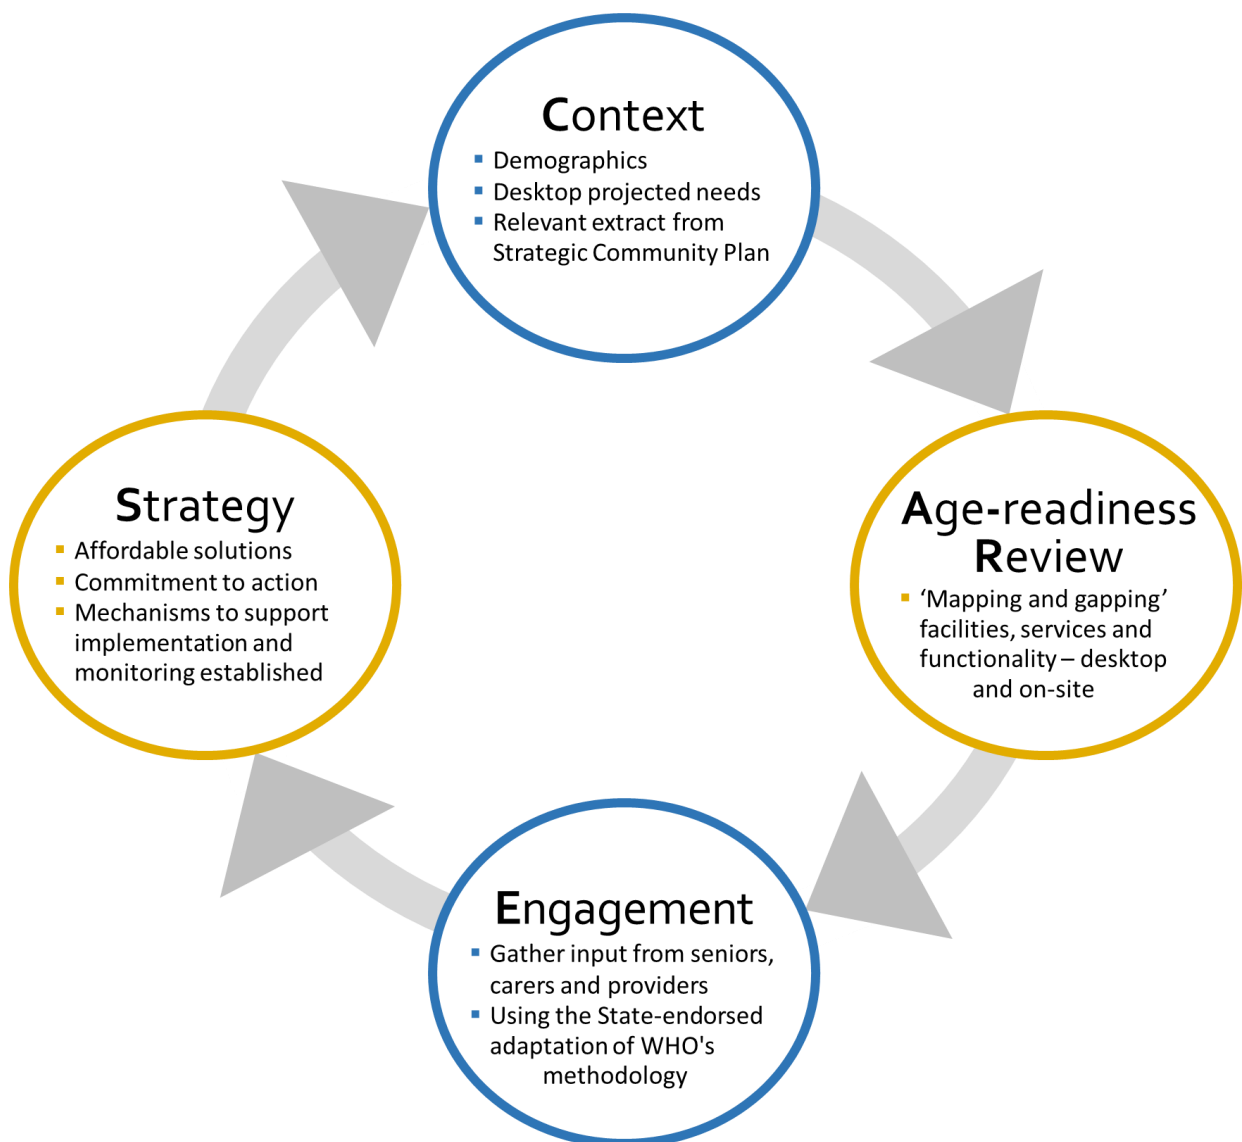 Context
▪ Demographics
▪ Desktop projected needs
▪ Relevant extract from
Strategic Community Plan
Age-readiness
Review
▪ ‘Mapping and gapping’
facilities, services and
functionality – desktop
and on-site
Engagement
▪ Gather input from seniors,
carers and providers
▪ Using the State-endorsed
adaptation of WHO's
methodology
Strategy
▪ Affordable solutions
▪ Commitment to action
▪ Mechanisms to support
implementation and
monitoring established